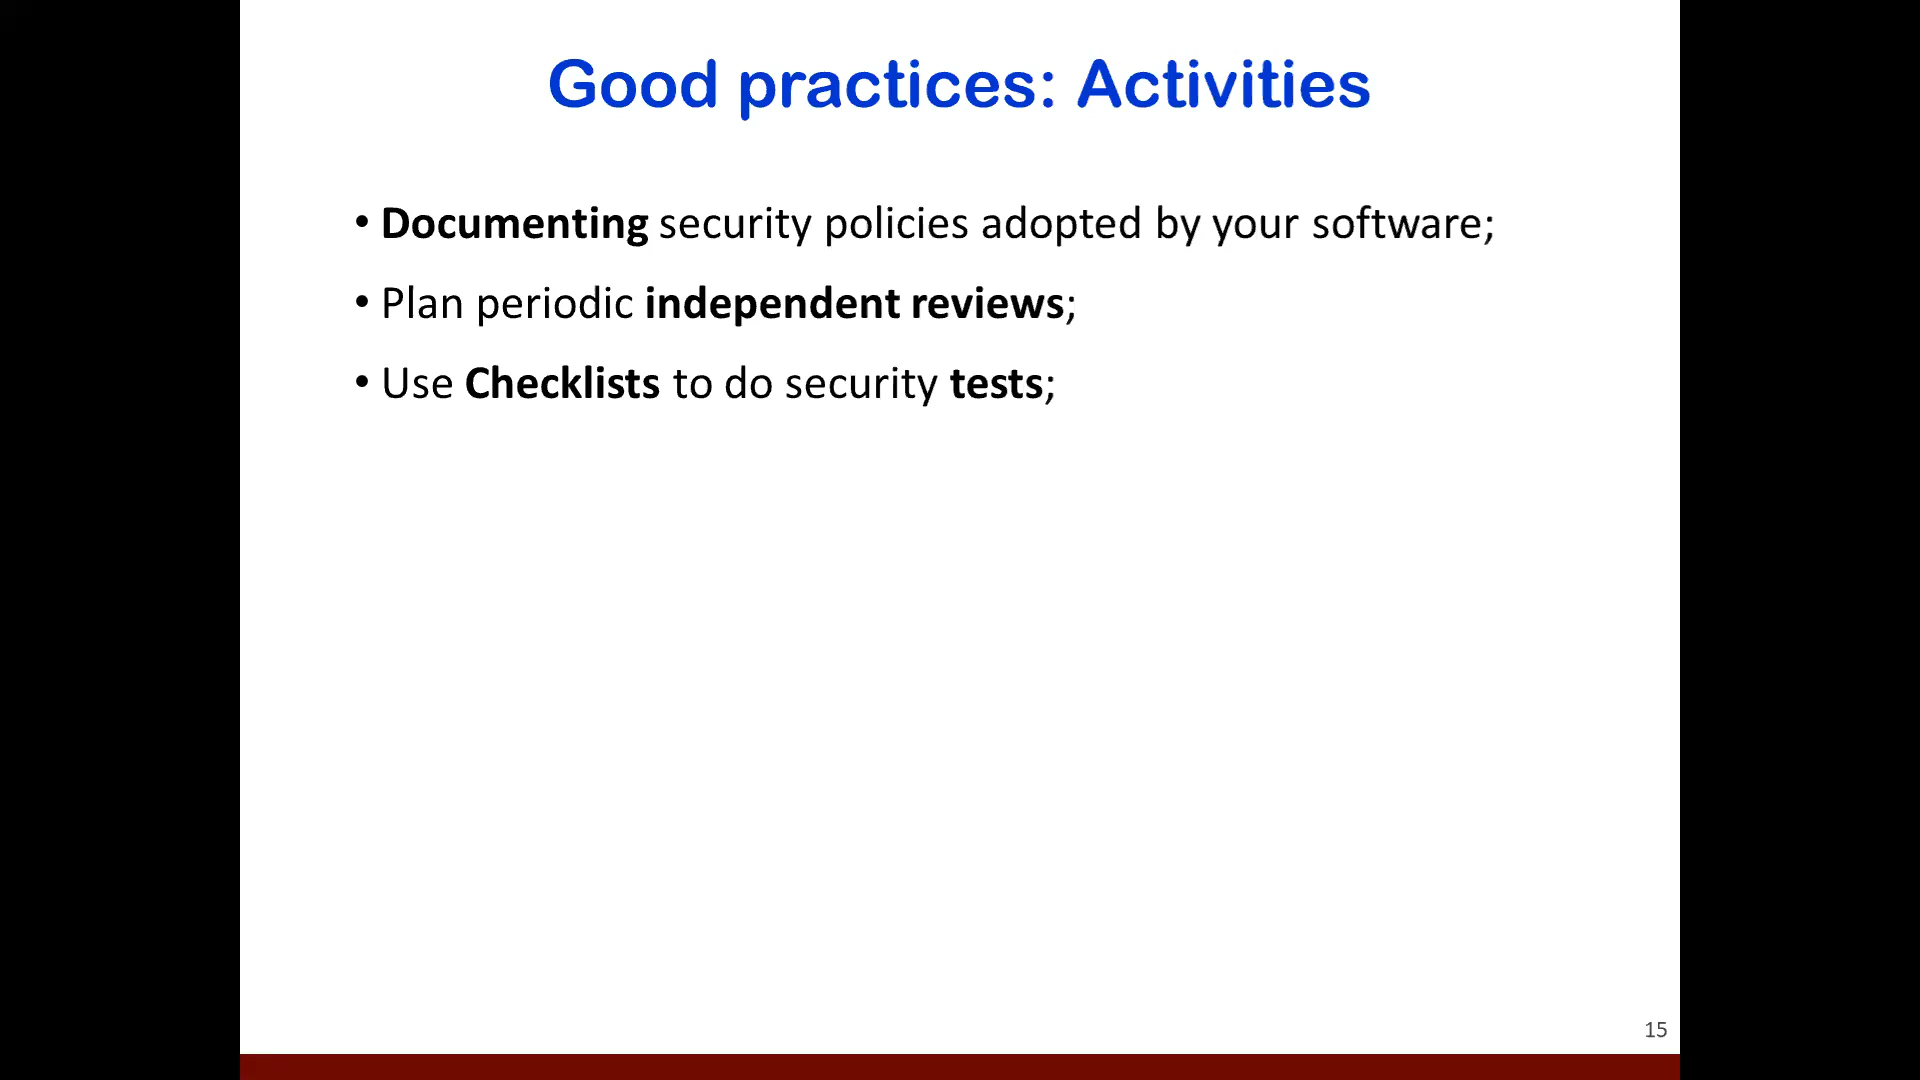 Good practices: Activities
• Documenting security policies adopted by your software;
• Plan periodic independent reviews;
• Use Checklists to do security tests;
15